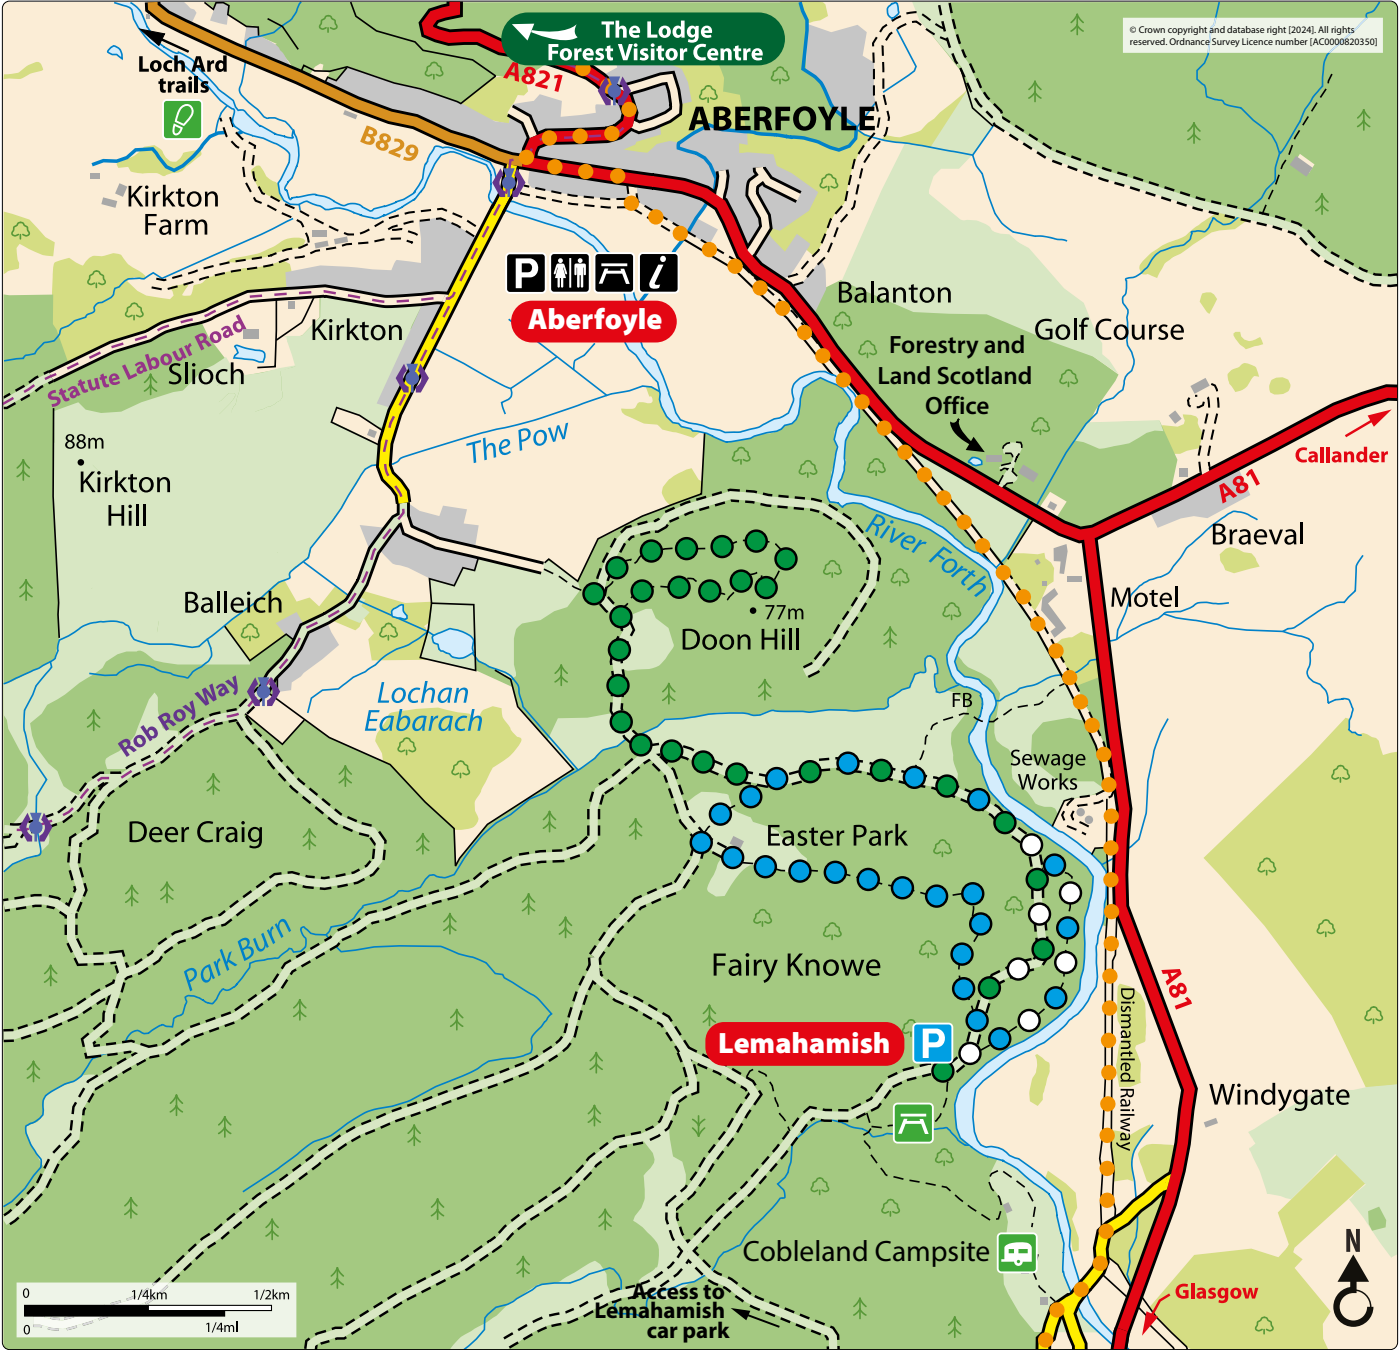 The Lodge
Forest Visitor Centre
© Crown copyright and database right [2024]. All rights
reserved. Ordnance Survey Licence number [AC0000820350]
Loch Ard
trails
A821
ABERFOYLE
B829
Kirkton
Farm
P
i
Aberfoyle
Balanton
Golf Course
Kirkton
Statute Labour Road
Slioch
Forestry and
Land Scotland
Office
Callander
The Pow
88m
Kirkton
Hill
A81
Braeval
River Forth
Balleich
Motel
77m
Doon Hill
Rob Roy Way
Lochan
Eabarach
FB
Sewage
Works
Deer Craig
Easter Park
Park Burn
Fairy Knowe
A81
Dismantled Railway
Lemahamish
P
Windygate
Cobleland Campsite
N
Access to
Lemahamish
car park
Glasgow
0
1/4km
1/2km
0
1/4ml